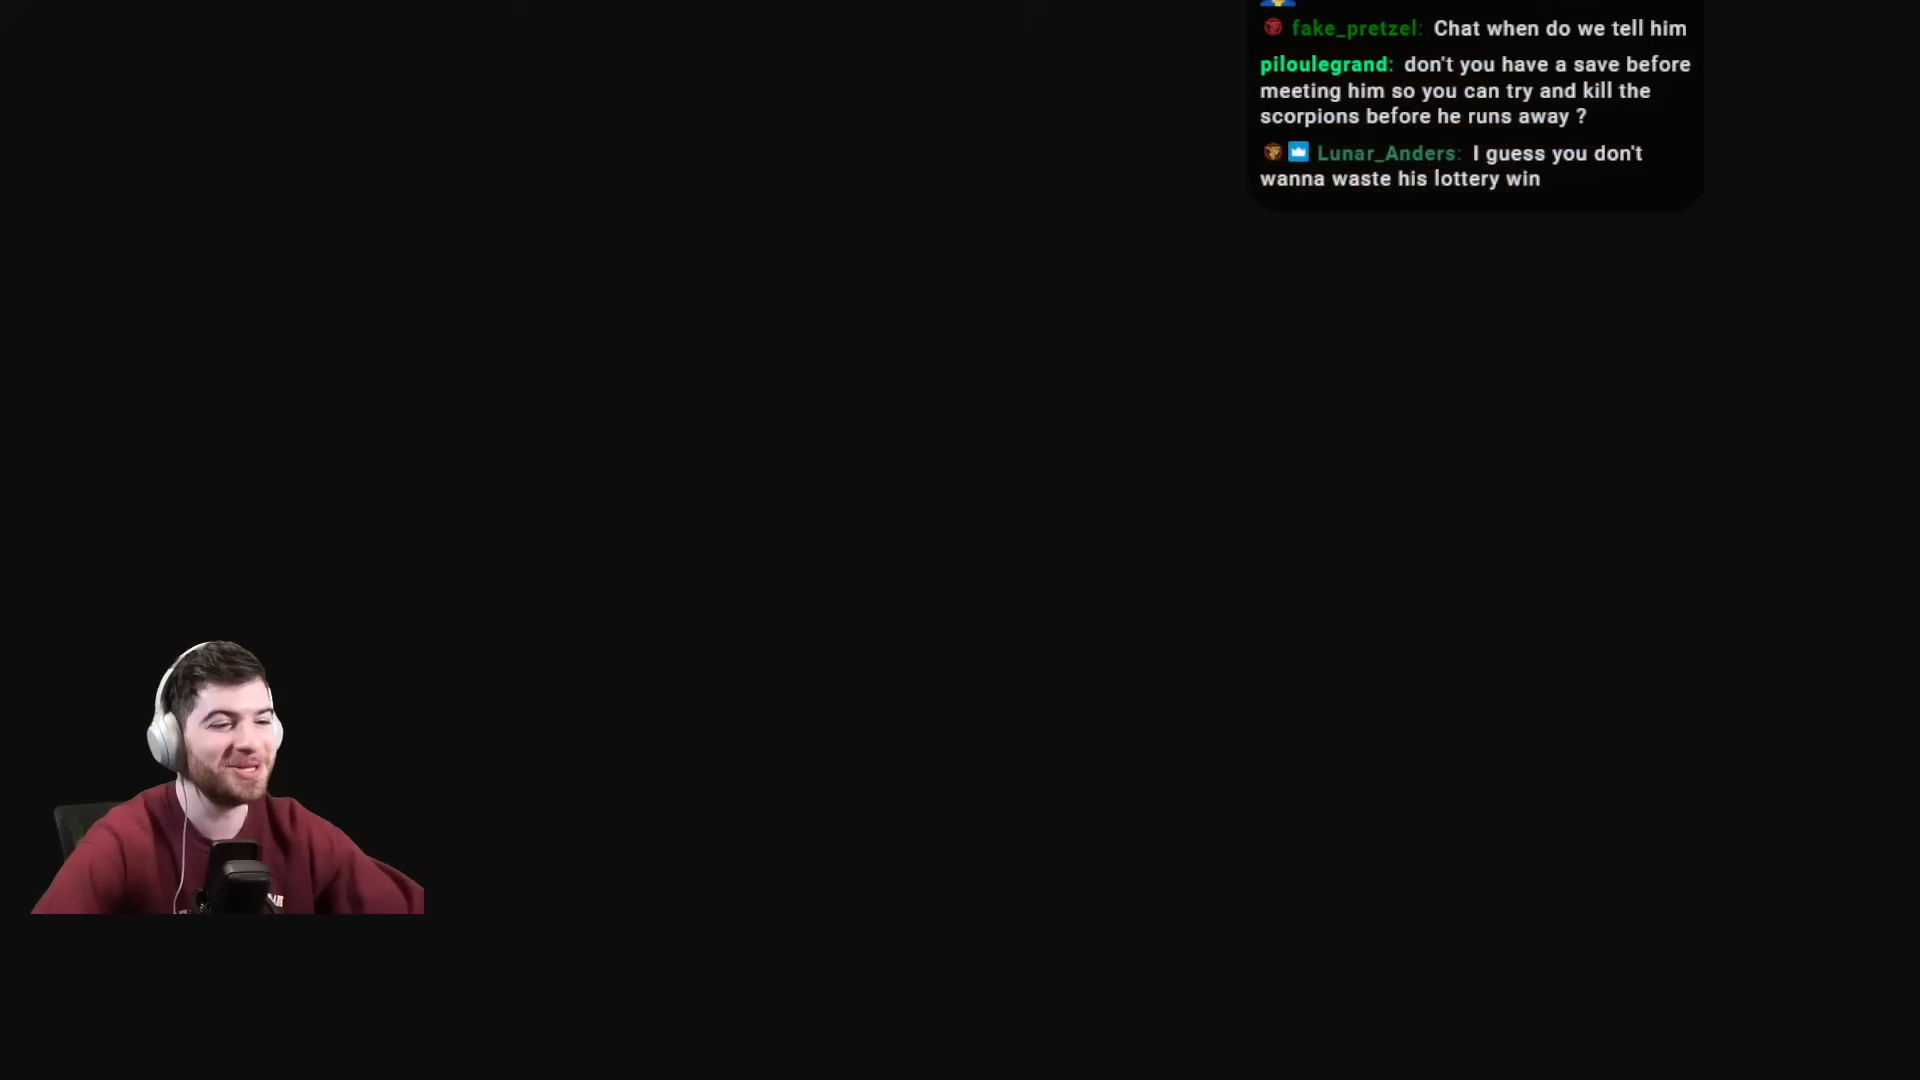 fake_pretzel: Chat when do we tell him
piloulegrand: don't you have a save before
meeting him so you can try and kill the
scorpions before he runs away ?
Lunar_Anders: I guess you don't
wanna waste his lottery win